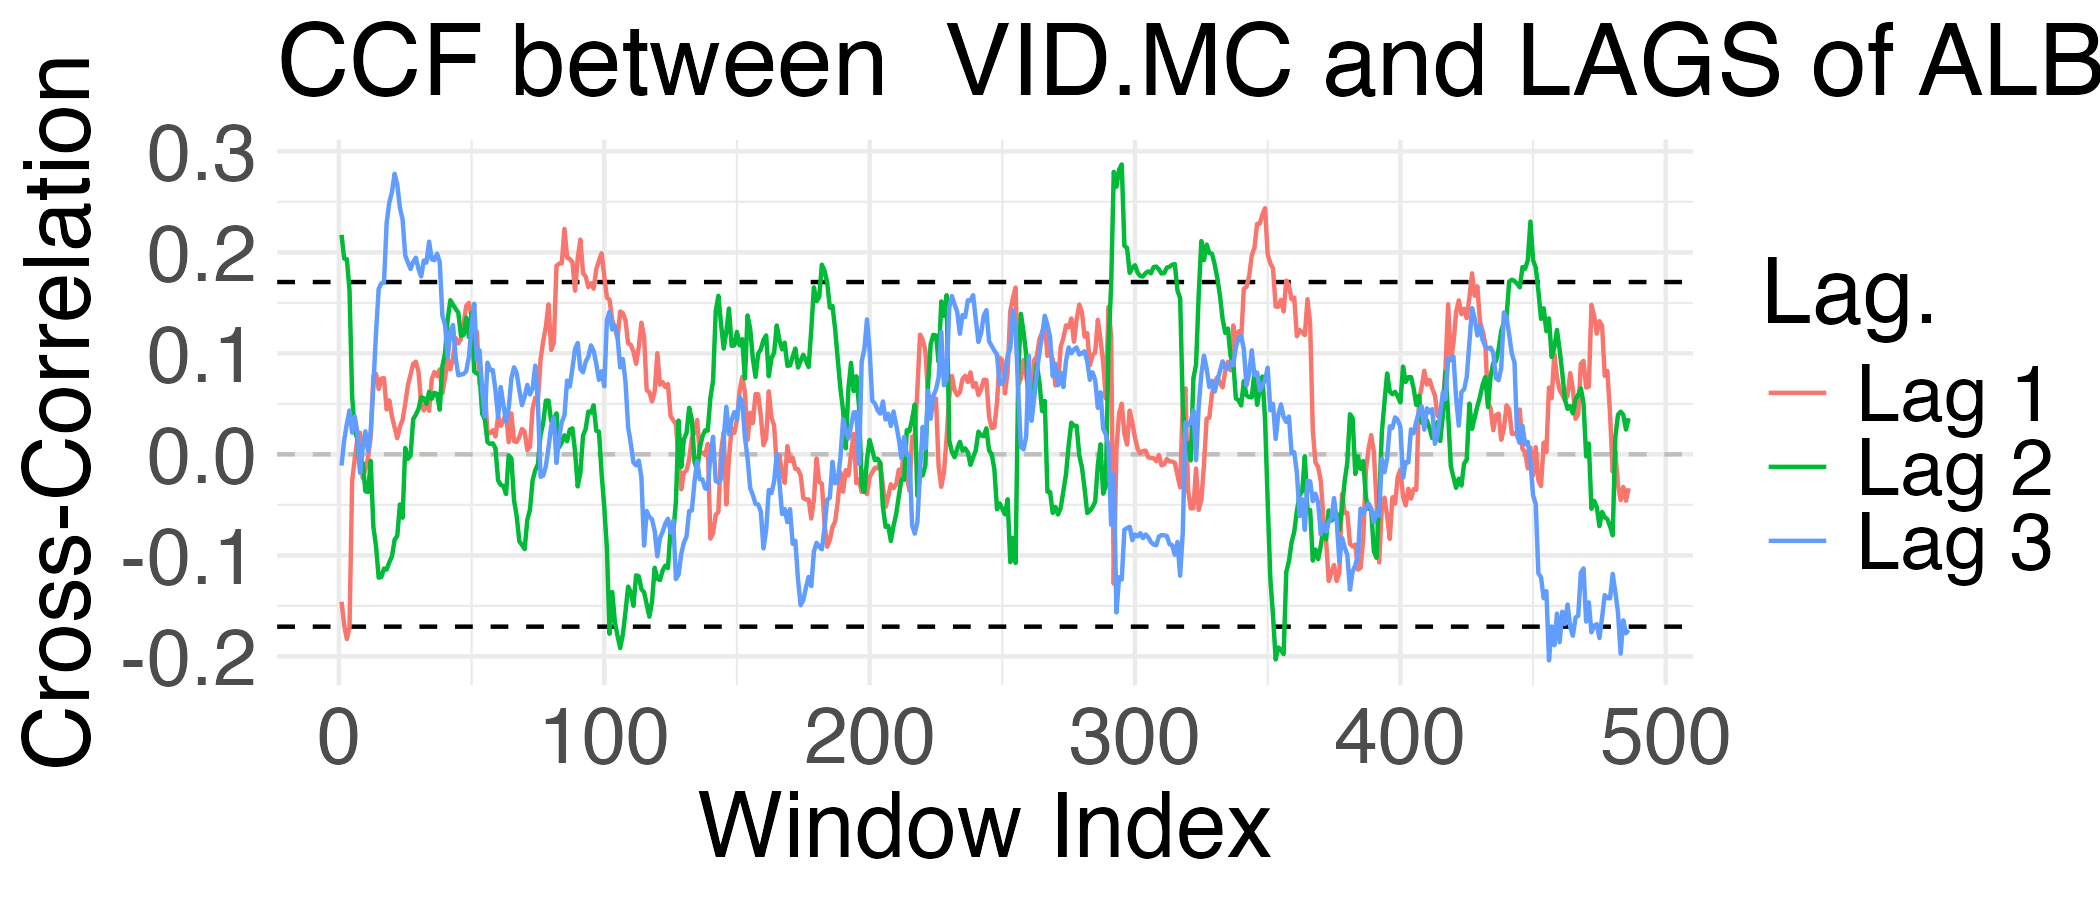 CCF between VID.MC and LAGS of ALB
Cross-Correlation
0.3
0.2
0.1
0.0
-0.1
-0.2
0 100 200 300 400 500
Window Index
Lag.
Lag 1
Lag 2
Lag 3